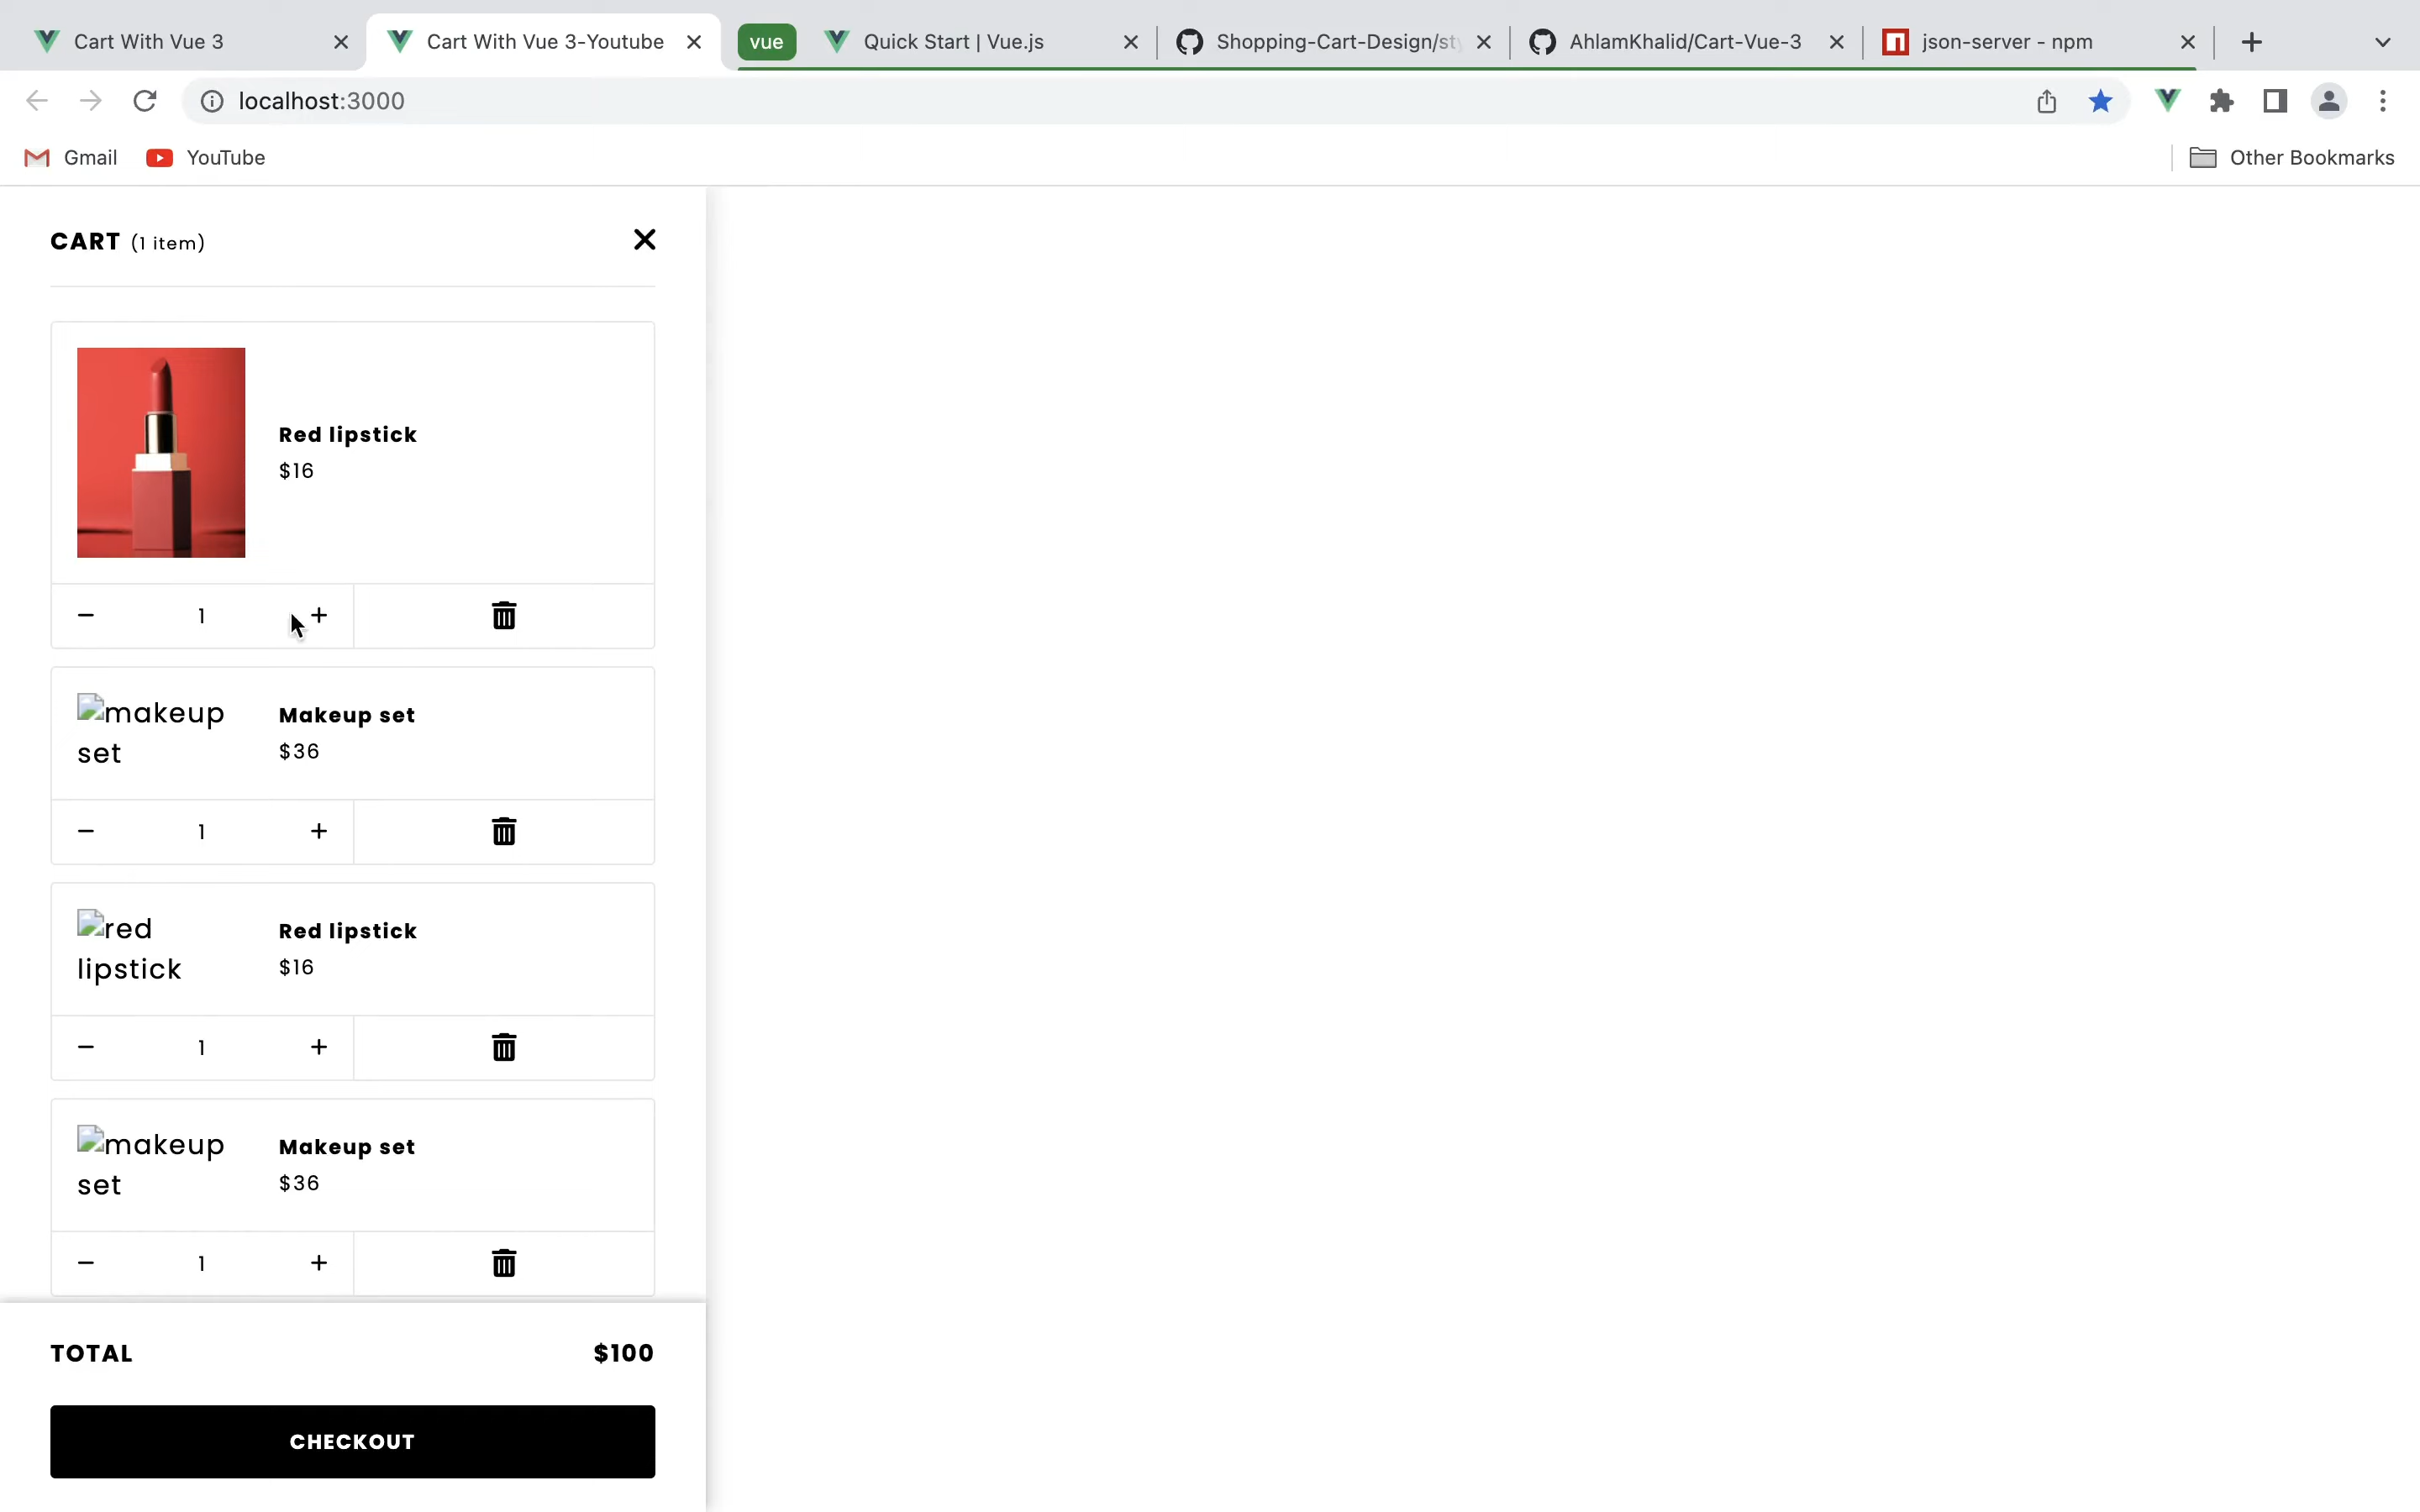 Cart With Vue 3
Cart With Vue 3-Youtube
vue
Quick Start | Vue.js
Shopping-Cart-Design/st
AhlamKhalid/Cart-Vue-3
json-server - npm
localhost:3000
Gmail
YouTube
Other Bookmarks
CART (1 item)
Red lipstick
$16
− 1 +
makeup
set
Makeup set
$36
− 1 +
red
lipstick
Red lipstick
$16
− 1 +
makeup
set
Makeup set
$36
− 1 +
TOTAL $100
CHECKOUT